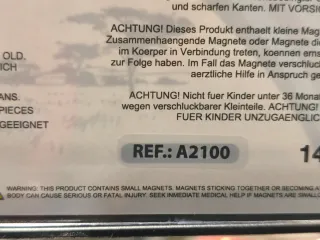 und scharfen Kanten. MIT VORSI
ACHTUNG! Dieses Produkt enthaelt kleine Mag
Zusammenhaengende Magnete oder Magnete die
im Koerper in Verbindung treten, koennen erns
zur Folge haben. Im Fall das Magnete verschluc
aerztliche Hilfe in Anspruch ge
OLD.
ICH
ACHTUNG! Nicht fuer Kinder unter 36 Monat
wegen verschluckbarer Kleinteile. ACHTUNG!
FUER KINDER UNZUGAENGLIC
ANS.
PIECES
GEEIGNET
REF.: A2100
14
WARNING: THIS PRODUCT CONTAINS SMALL MAGNETS. MAGNETS STICKING TOGETHER OR BECOMING A
BODY CAN CAUSE SERIOUS OR FATAL INJURY. SEEK IMMEDIATE MEDICAL HELP IF MAGNETS